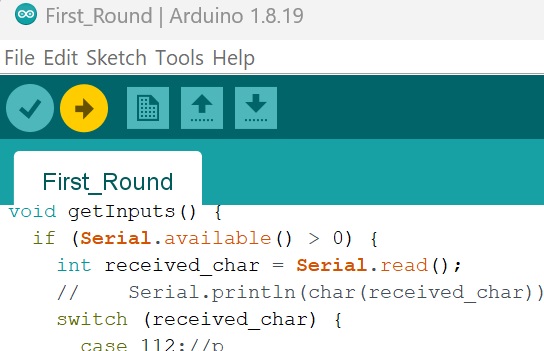 First_Round | Arduino 1.8.19
File Edit Sketch Tools Help
First_Round
void getInputs() {
if (Serial.available() > 0) {
int received_char = Serial.read();
// Serial.println(char(received_char))
switch (received_char) {
case 112://p